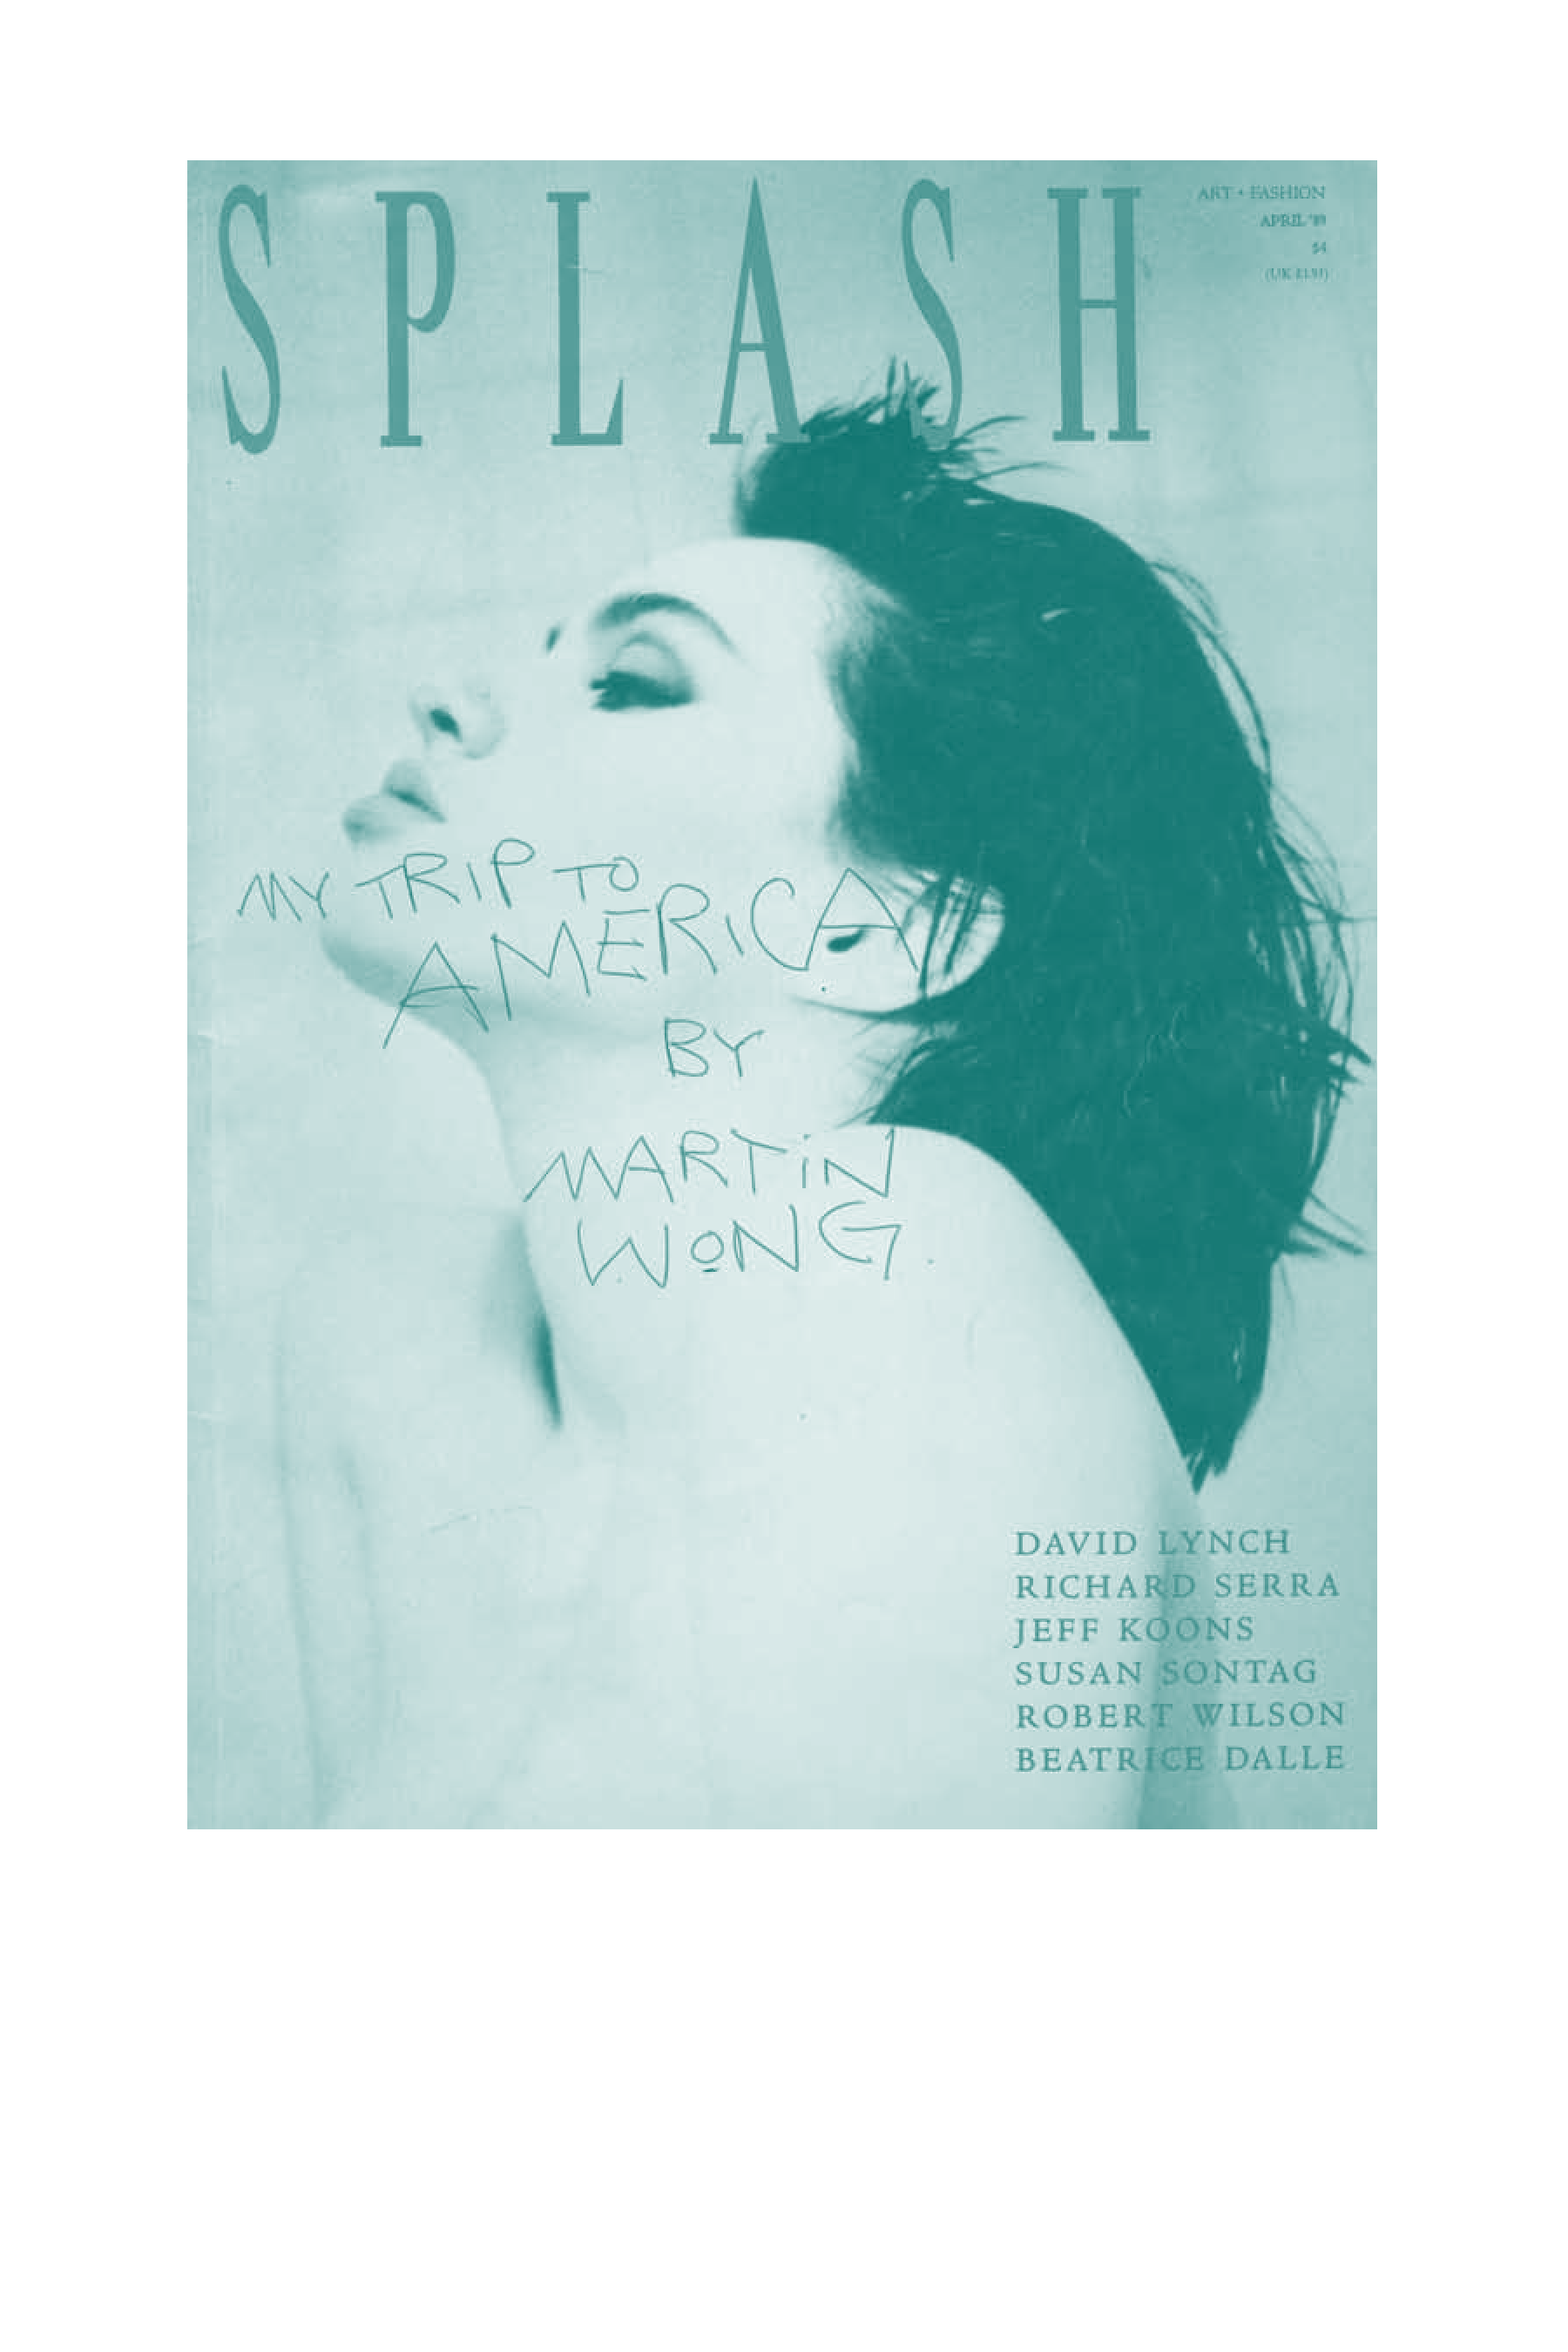 SPLASH
ART + FASHION
APRIL '89
$4
(UK
MY TRIP TO
AMERICA
BY
MARTiN
WoNG.
DAVID LYNCH
RICHARD SERRA
JEFF KOONS
SUSAN SONTAG
ROBERT WILSON
BEATRICE DALLE